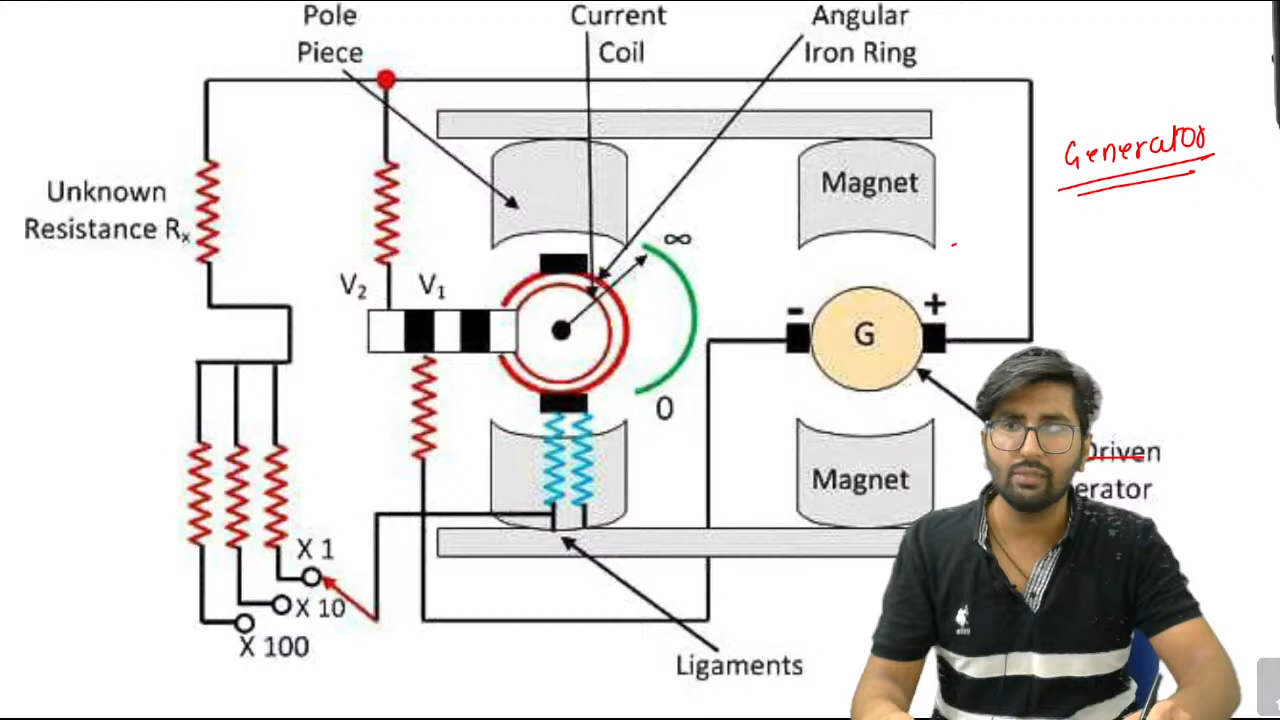 Pole
Piece
Current
Coil
Angular
Iron Ring
Generator
Unknown
Resistance Rx
Magnet
∞
V2
V1
-
+
G
0
Driven
erator
Magnet
X 1
X 10
X 100
Ligaments